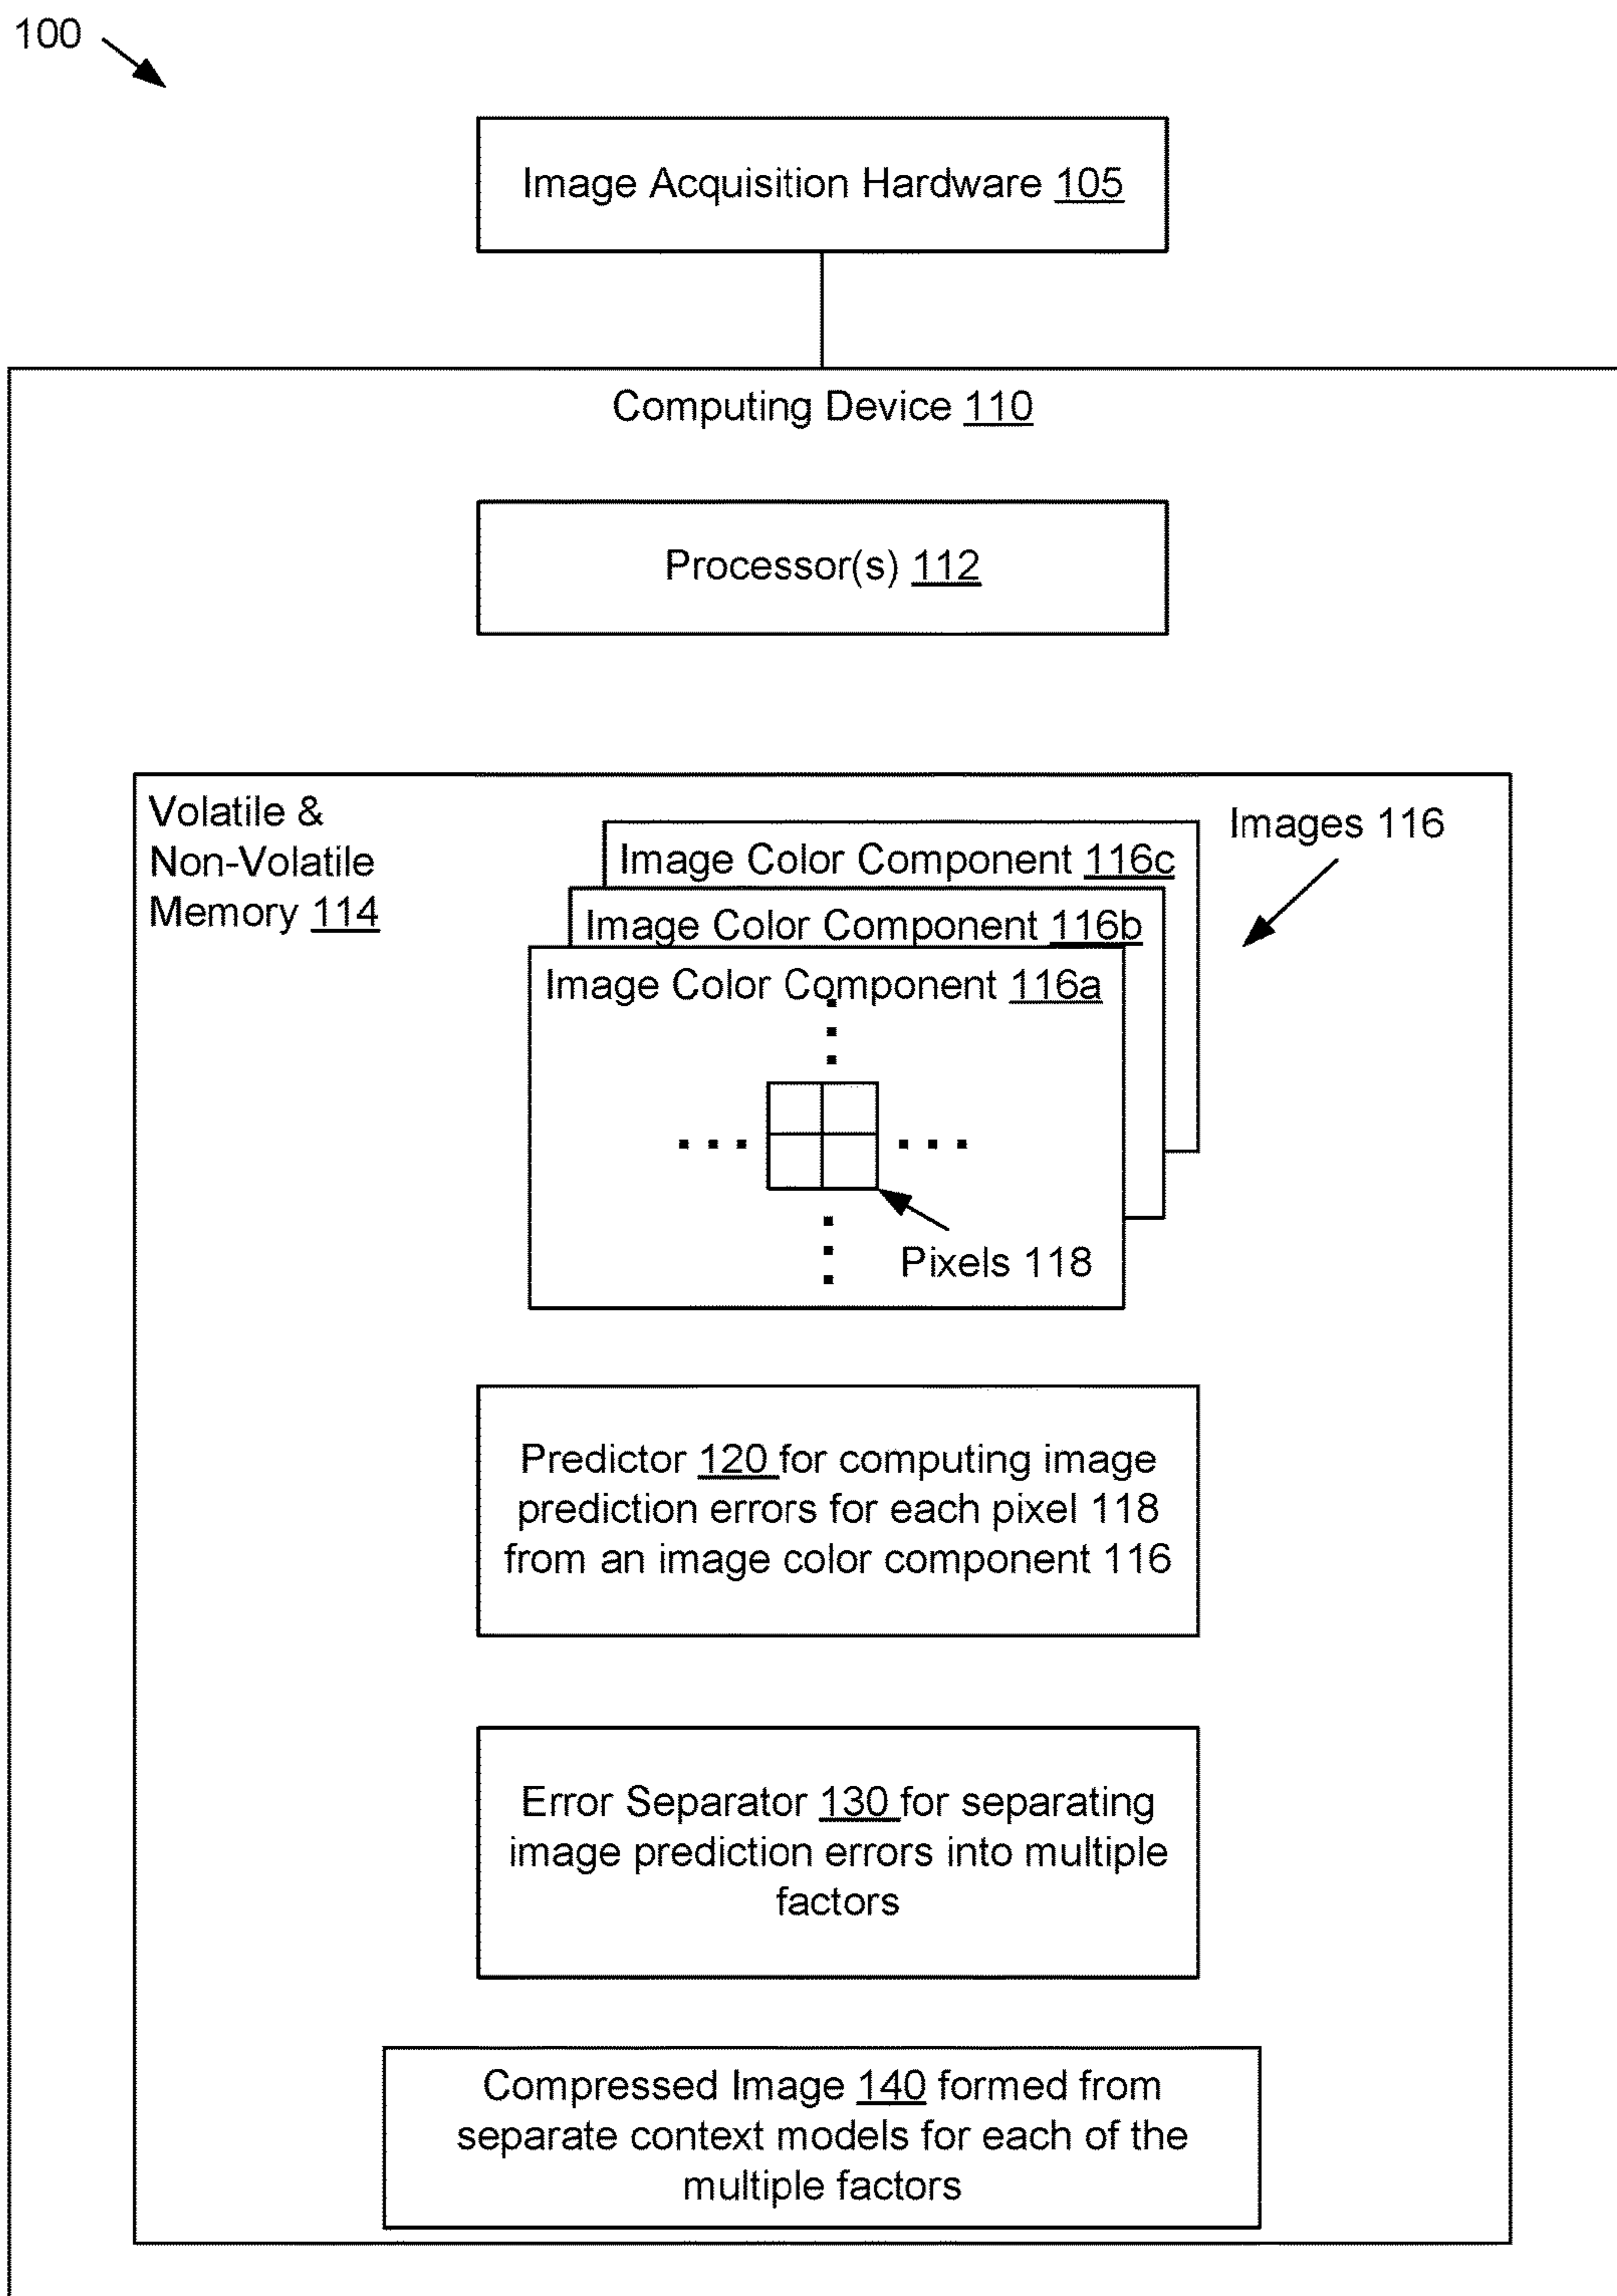 100
Image Acquisition Hardware 105
Computing Device 110
Processor(s) 112
Volatile &
Non-Volatile
Memory 114
Images 116
Image Color Component 116c
Image Color Component 116b
Image Color Component 116a
Pixels 118
Predictor 120 for computing image
prediction errors for each pixel 118
from an image color component 116
Error Separator 130 for separating
image prediction errors into multiple
factors
Compressed Image 140 formed from
separate context models for each of the
multiple factors